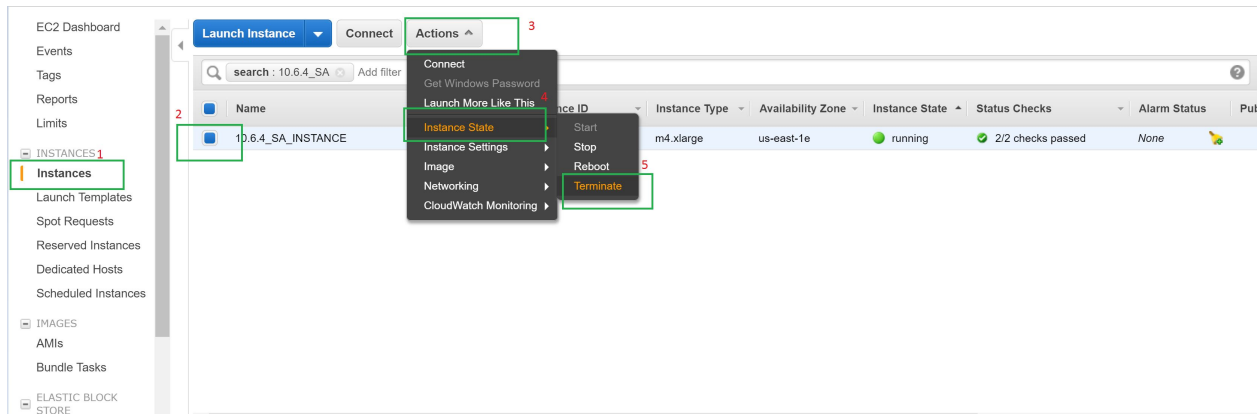 EC2 Dashboard
Events
Tags
Reports
Limits
INSTANCES 1
Instances
Launch Templates
Spot Requests
Reserved Instances
Dedicated Hosts
Scheduled Instances
IMAGES
AMIs
Bundle Tasks
ELASTIC BLOCK
STORE
Launch Instance Connect Actions 3
search : 10.6.4_SA Add filter
2
Name nce ID Instance Type Availability Zone Instance State Status Checks Alarm Status Pub
10.6.4_SA_INSTANCE m4.xlarge us-east-1e running 2/2 checks passed None
Connect
Get Windows Password
Launch More Like This 4
Instance State
Instance Settings
Image
Networking
CloudWatch Monitoring
Start
Stop
Reboot 5
Terminate